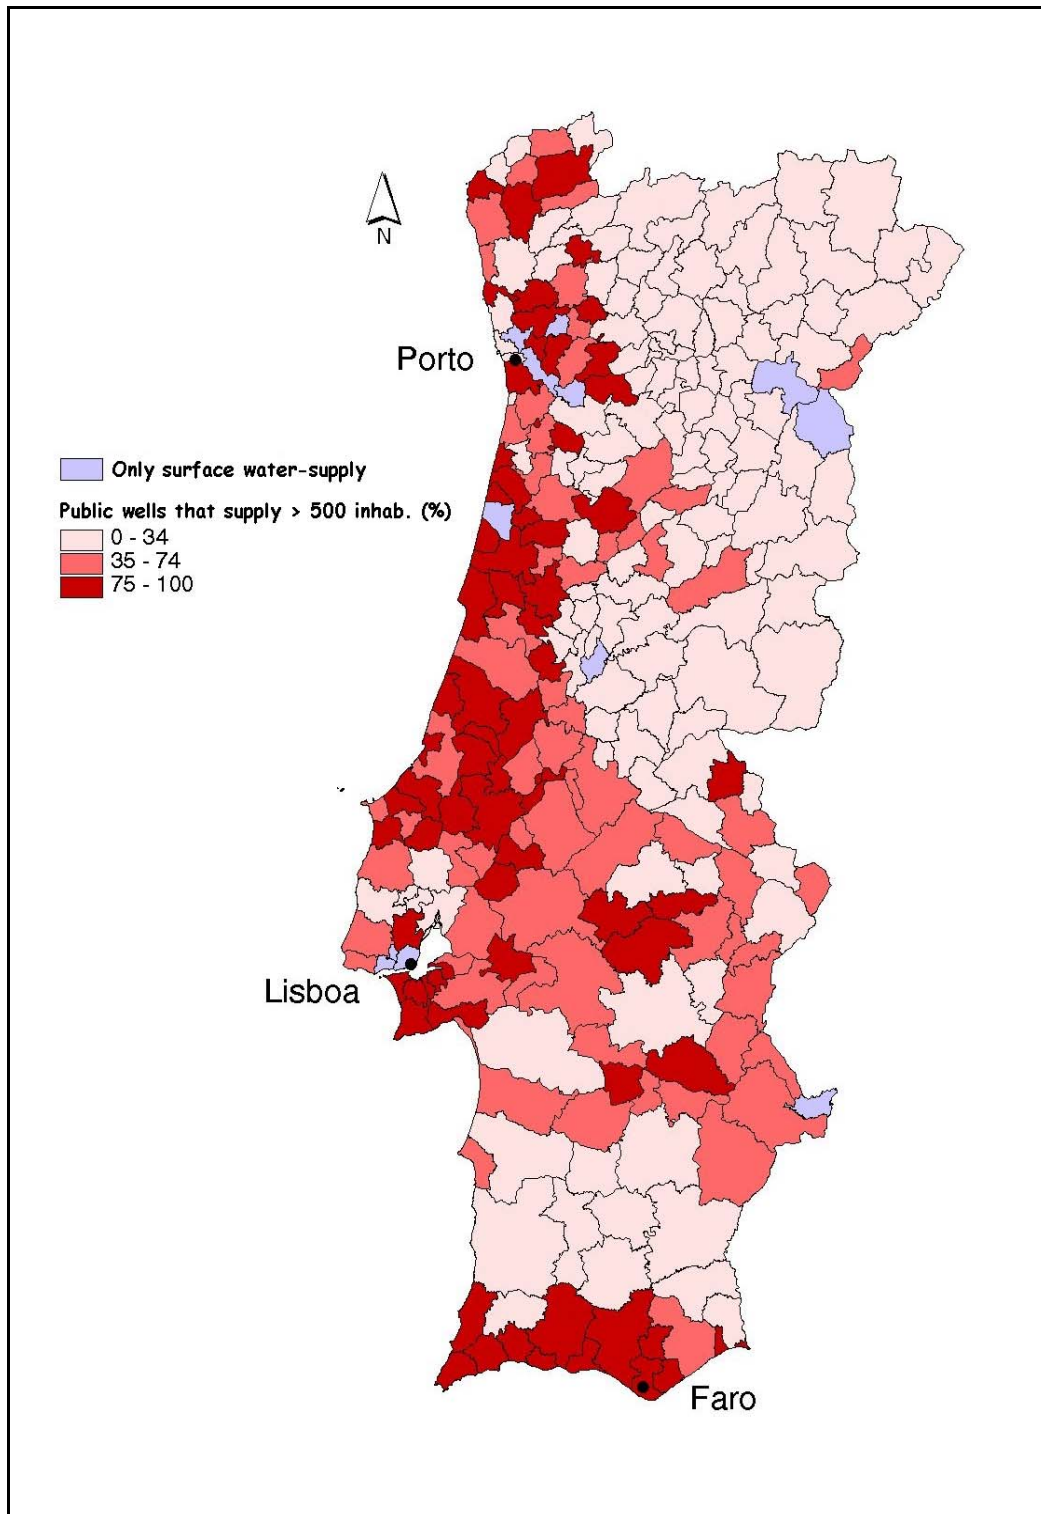 N
Porto
Only surface water-supply
Public wells that supply > 500 inhab. (%)
0 - 34
35 - 74
75 - 100
Lisboa
Faro